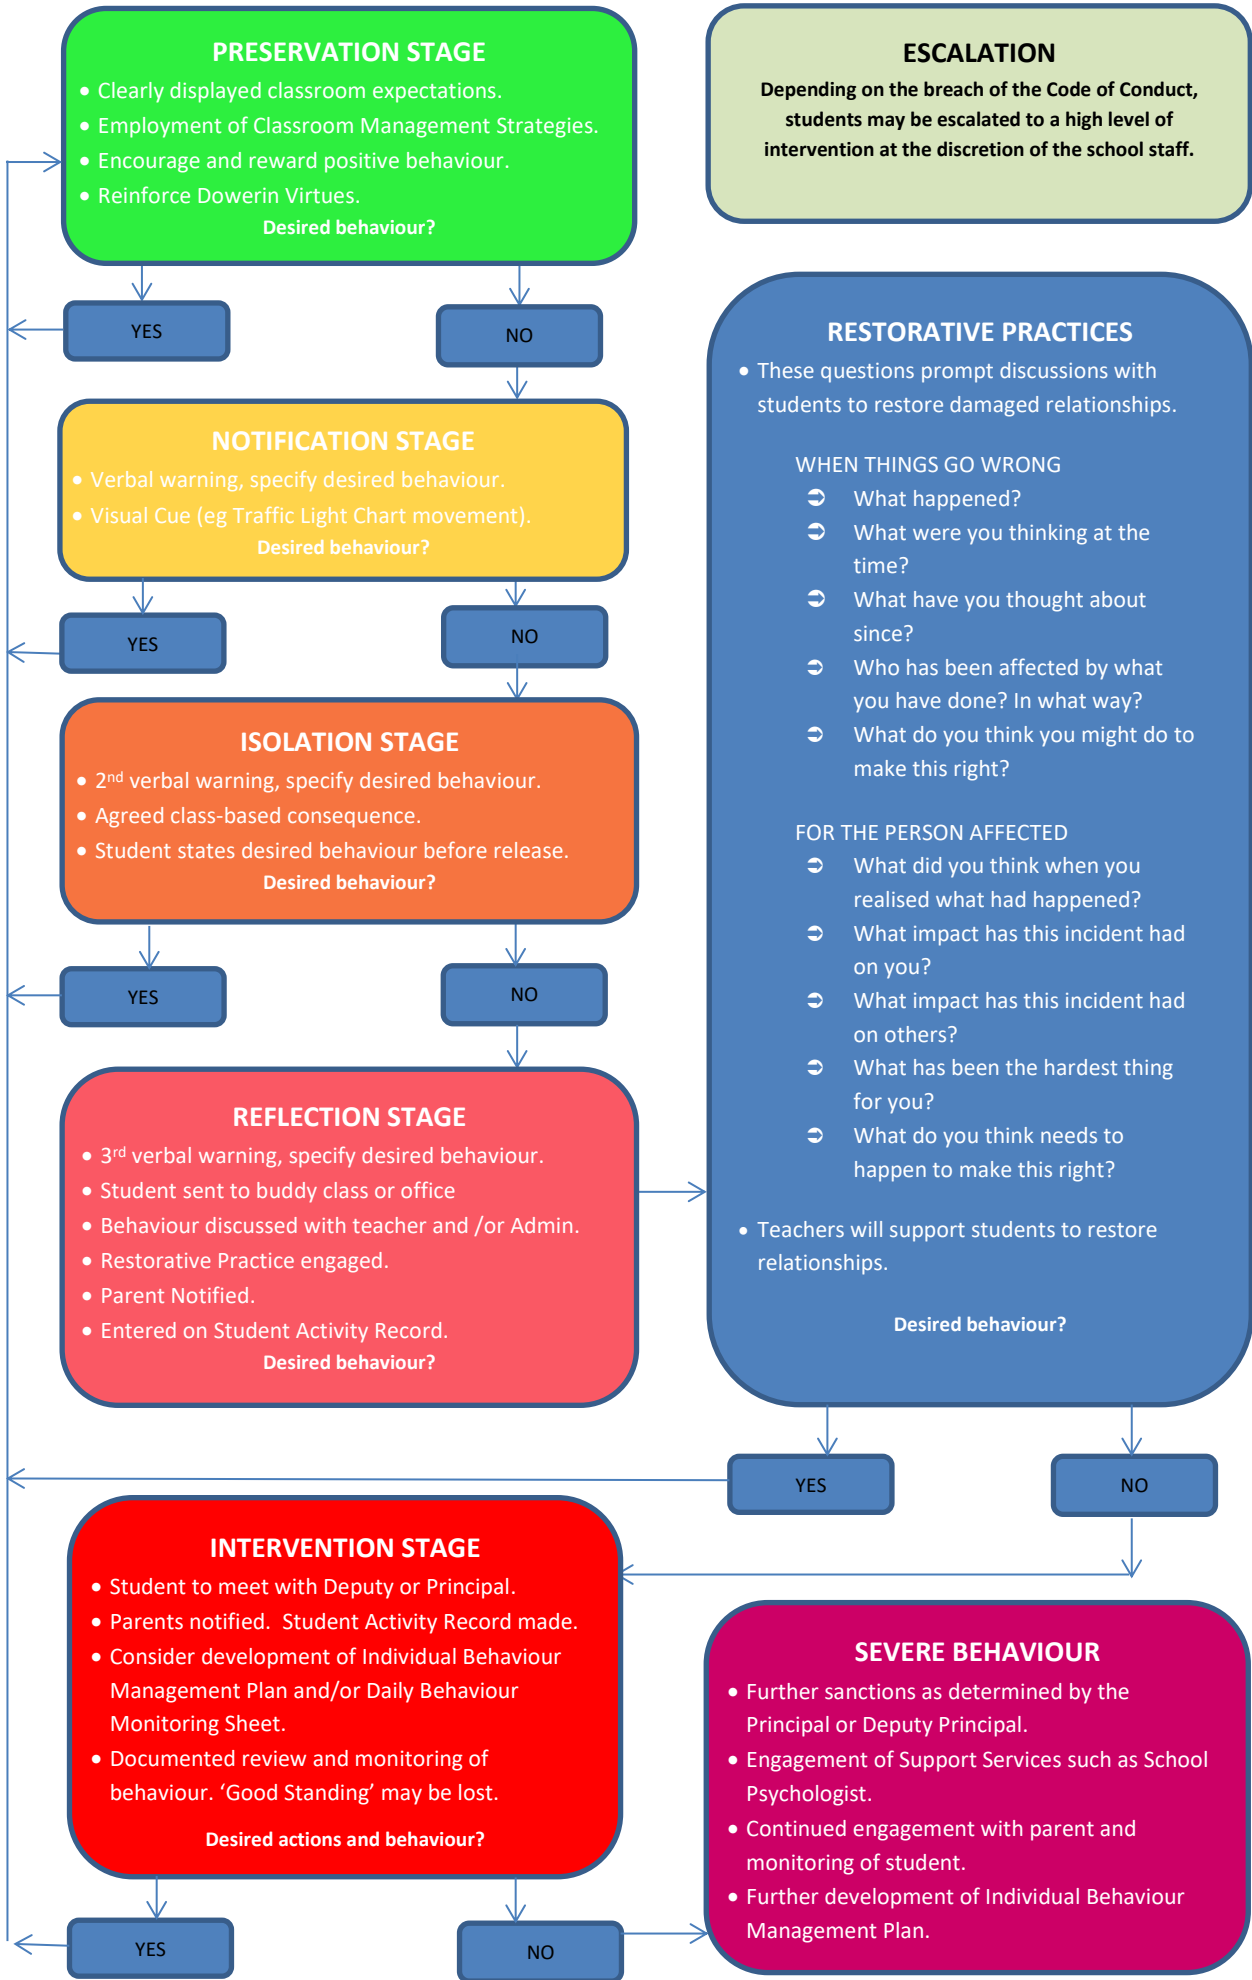 PRESERVATION STAGE
• Clearly displayed classroom expectations.
• Employment of Classroom Management Strategies.
• Encourage and reward positive behaviour.
• Reinforce Dowerin Virtues.
Desired behaviour?
YES
NO
NOTIFICATION STAGE
• Verbal warning, specify desired behaviour.
• Visual Cue (eg Traffic Light Chart movement).
Desired behaviour?
YES
NO
ISOLATION STAGE
• 2nd verbal warning, specify desired behaviour.
• Agreed class-based consequence.
• Student states desired behaviour before release.
Desired behaviour?
YES
NO
REFLECTION STAGE
• 3rd verbal warning, specify desired behaviour.
• Student sent to buddy class or office
• Behaviour discussed with teacher and /or Admin.
• Restorative Practice engaged.
• Parent Notified.
• Entered on Student Activity Record.
Desired behaviour?
ESCALATION
Depending on the breach of the Code of Conduct,
students may be escalated to a high level of
intervention at the discretion of the school staff.
RESTORATIVE PRACTICES
• These questions prompt discussions with
students to restore damaged relationships.
WHEN THINGS GO WRONG
➲ What happened?
➲ What were you thinking at the
time?
➲ What have you thought about
since?
➲ Who has been affected by what
you have done? In what way?
➲ What do you think you might do to
make this right?
FOR THE PERSON AFFECTED
➲ What did you think when you
realised what had happened?
➲ What impact has this incident had
on you?
➲ What impact has this incident had
on others?
➲ What has been the hardest thing
for you?
➲ What do you think needs to
happen to make this right?
• Teachers will support students to restore
relationships.
Desired behaviour?
YES
NO
INTERVENTION STAGE
• Student to meet with Deputy or Principal.
• Parents notified.  Student Activity Record made.
• Consider development of Individual Behaviour
Management Plan and/or Daily Behaviour
Monitoring Sheet.
• Documented review and monitoring of
behaviour. ‘Good Standing’ may be lost.
Desired actions and behaviour?
YES
NO
SEVERE BEHAVIOUR
• Further sanctions as determined by the
Principal or Deputy Principal.
• Engagement of Support Services such as School
Psychologist.
• Continued engagement with parent and
monitoring of student.
• Further development of Individual Behaviour
Management Plan.